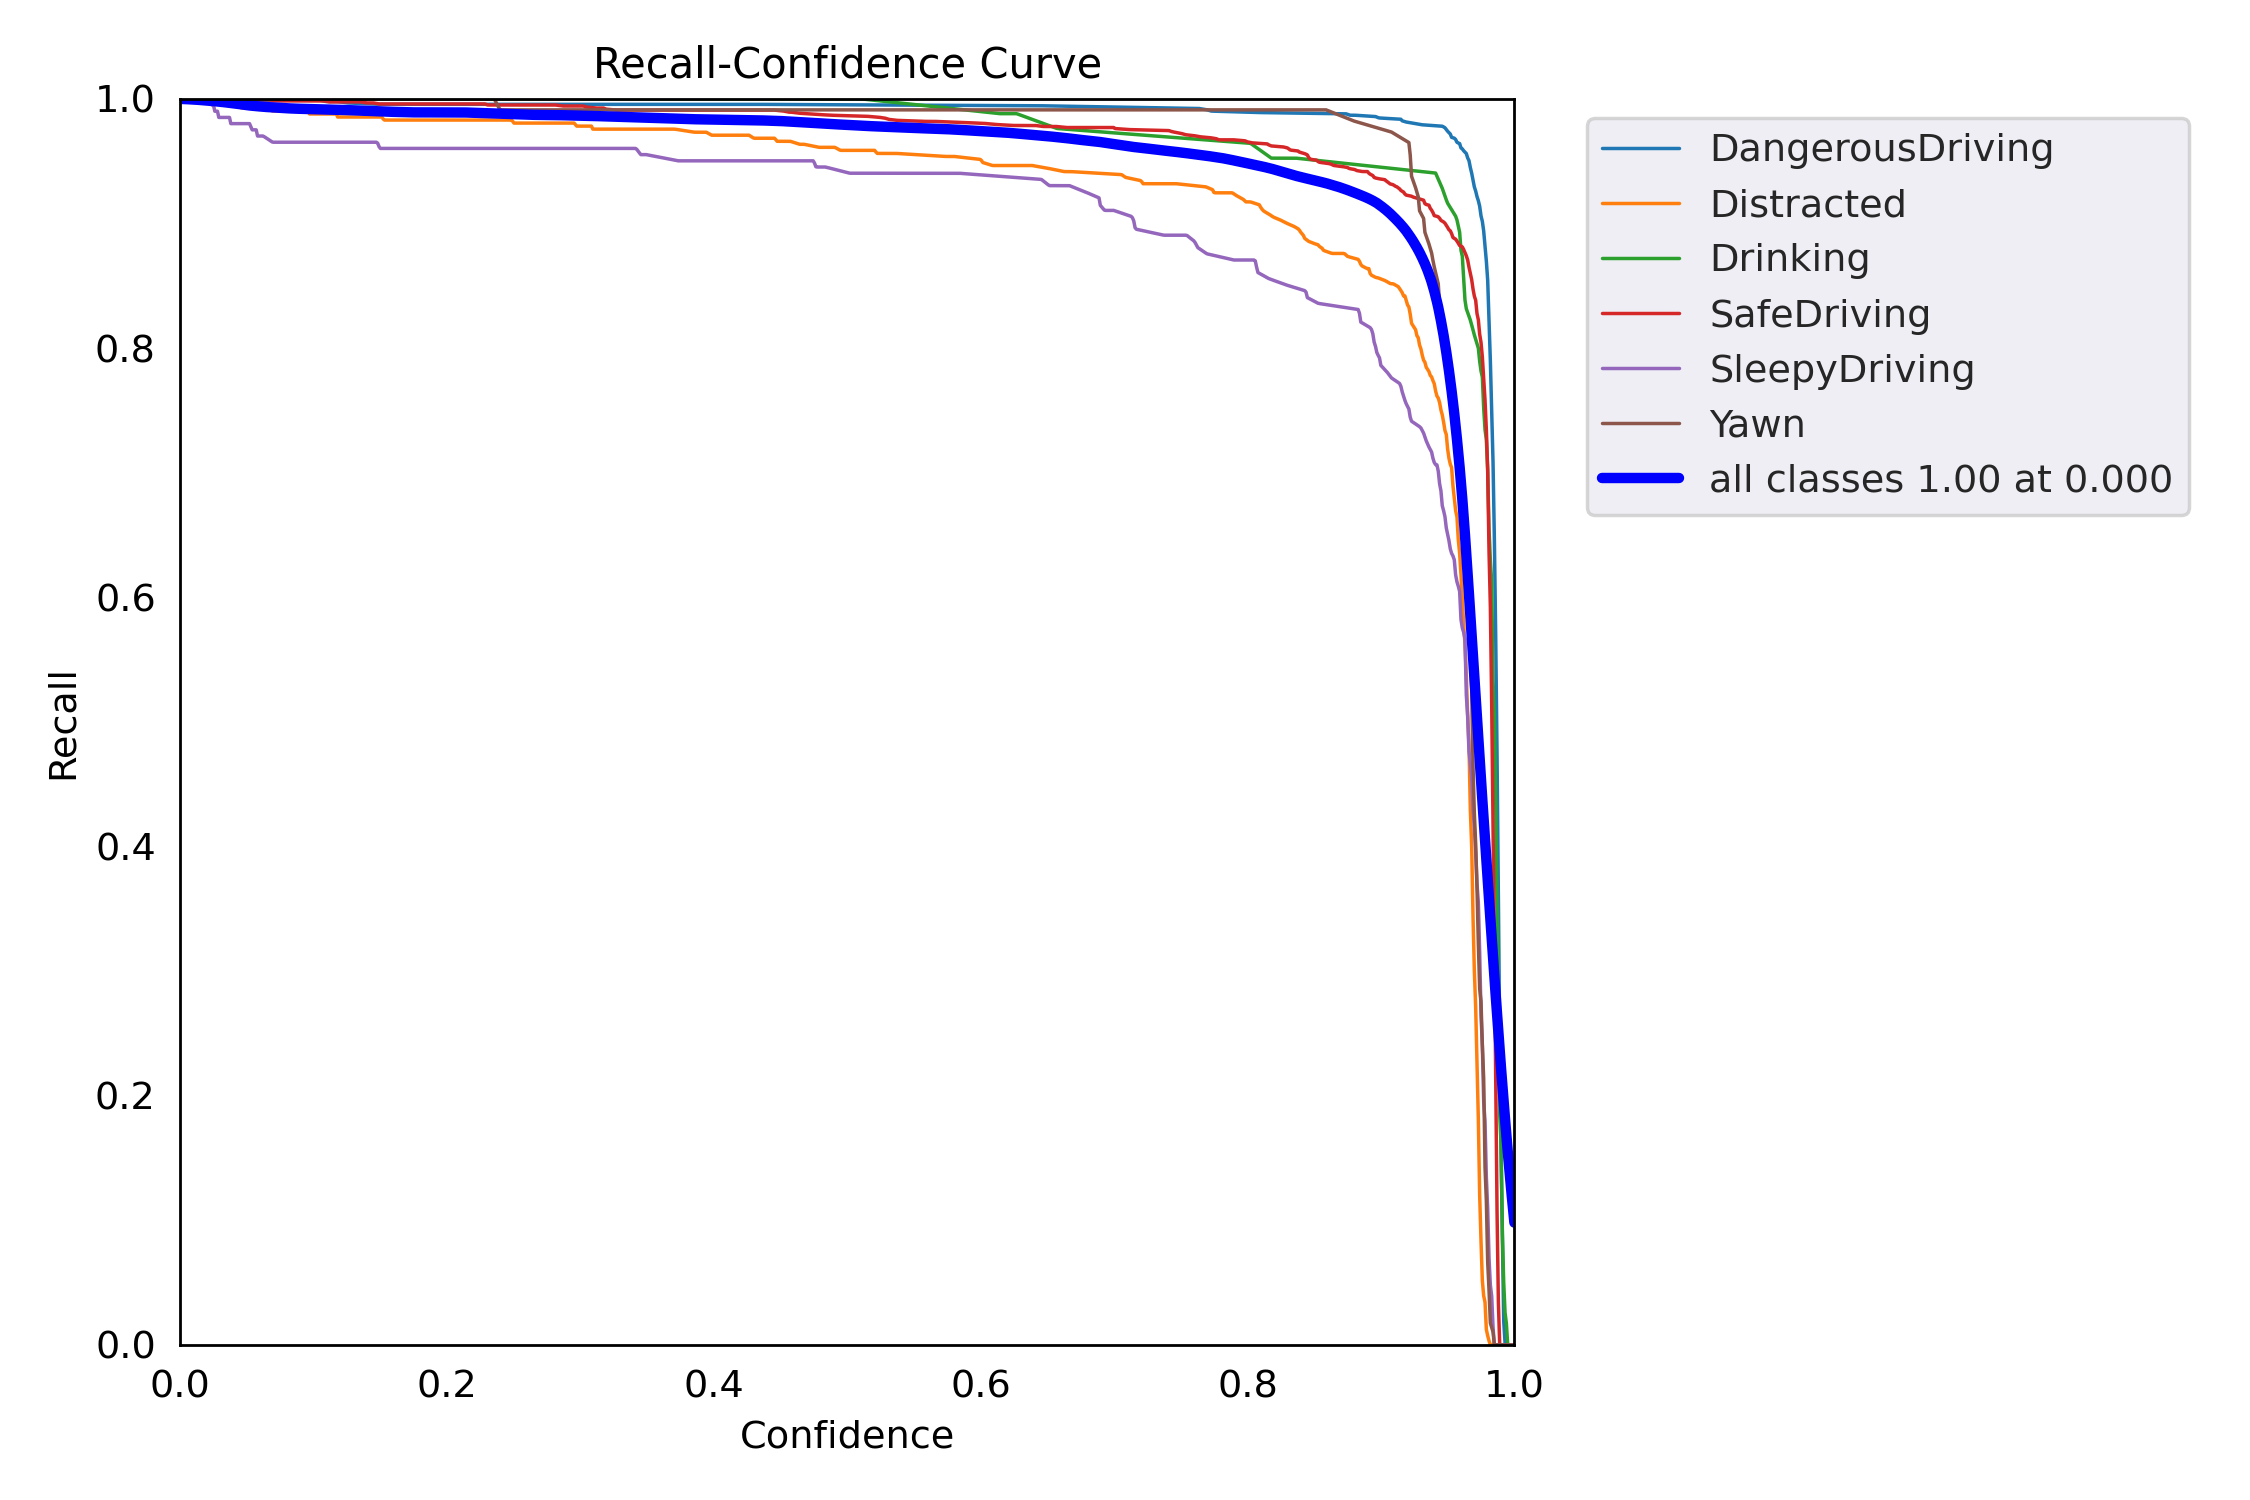 Recall-Confidence Curve
1.0
0.8
0.6
0.4
0.2
0.0
Recall
0.0 0.2 0.4 0.6 0.8 1.0
Confidence
DangerousDriving
Distracted
Drinking
SafeDriving
SleepyDriving
Yawn
all classes 1.00 at 0.000